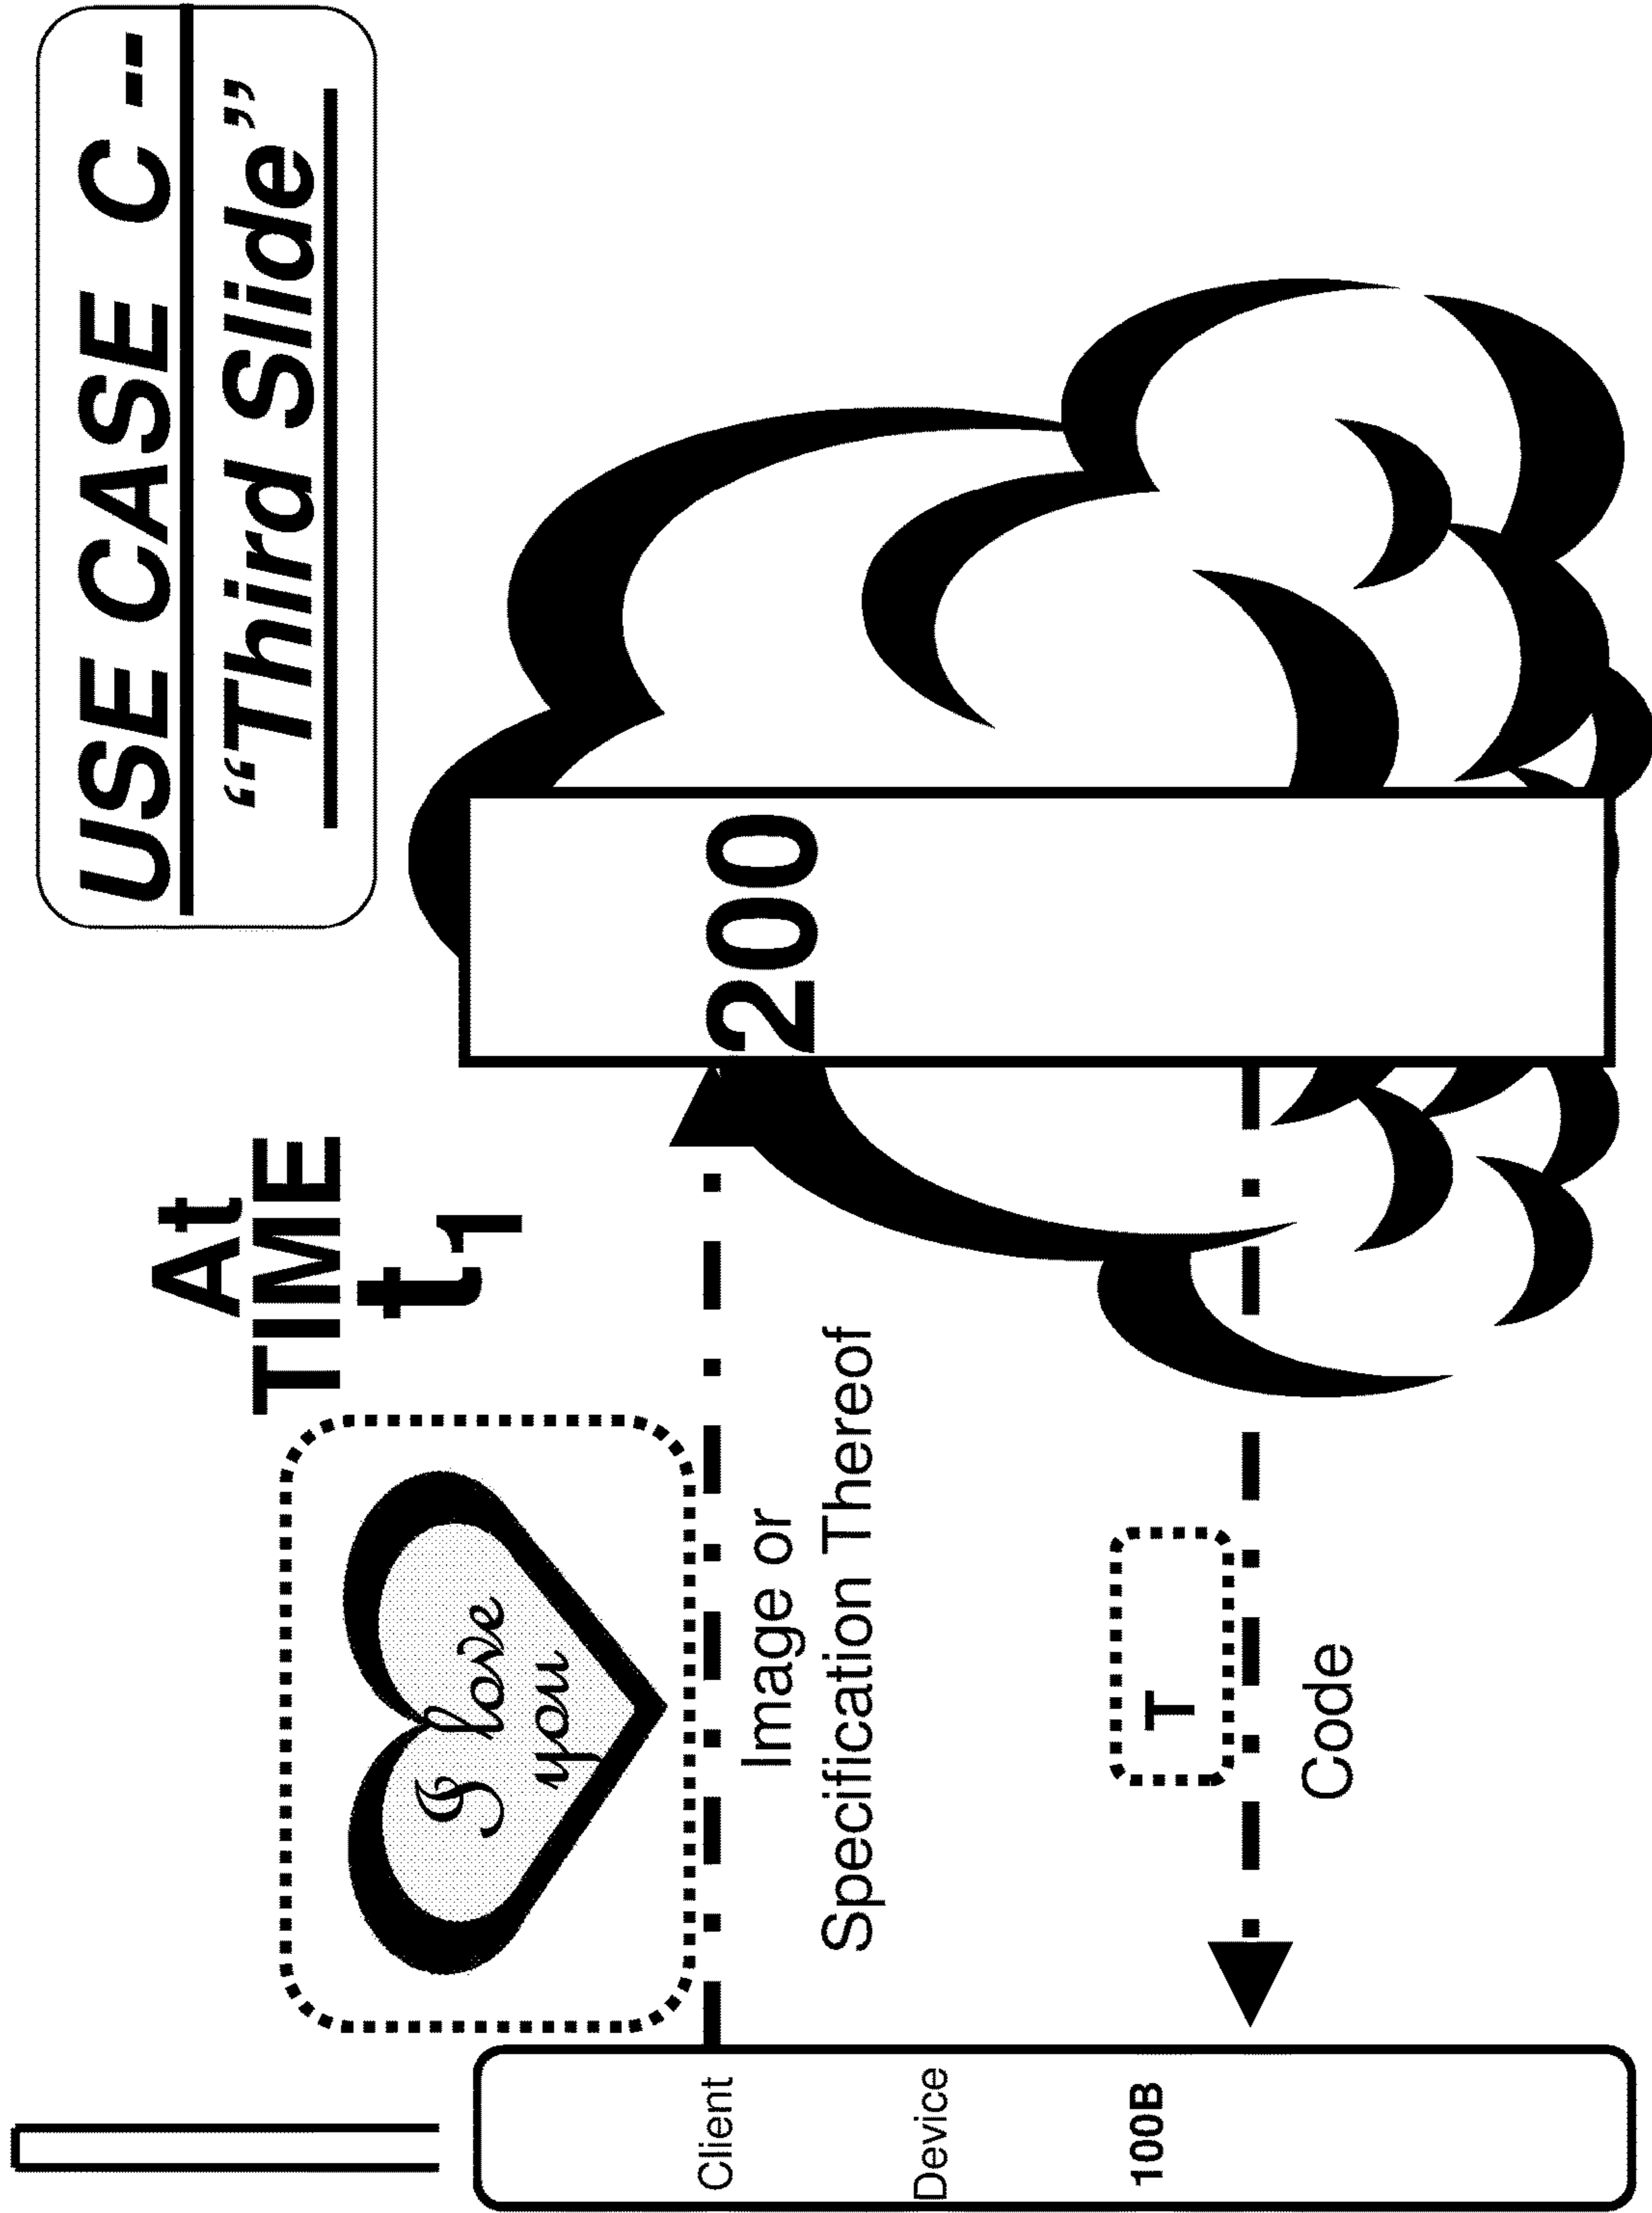 USE CASE C --
“Third Slide”
At
TIME
t1
I love
you
Image or
Specification Thereof
200
T
Code
Client
Device
100B